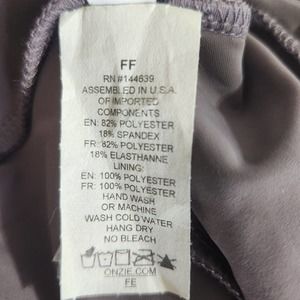 FF
RN #144639
ASSEMBLED IN U.S.A.
OF IMPORTED
COMPONENTS
EN: 82% POLYESTER
18% SPANDEX
FR: 82% POLYESTER
18% ELASTHANNE
LINING:
EN: 100% POLYESTER
FR: 100% POLYESTER
HAND WASH
OR MACHINE
WASH COLD WATER
HANG DRY
NO BLEACH
ONZIE.COM
FE